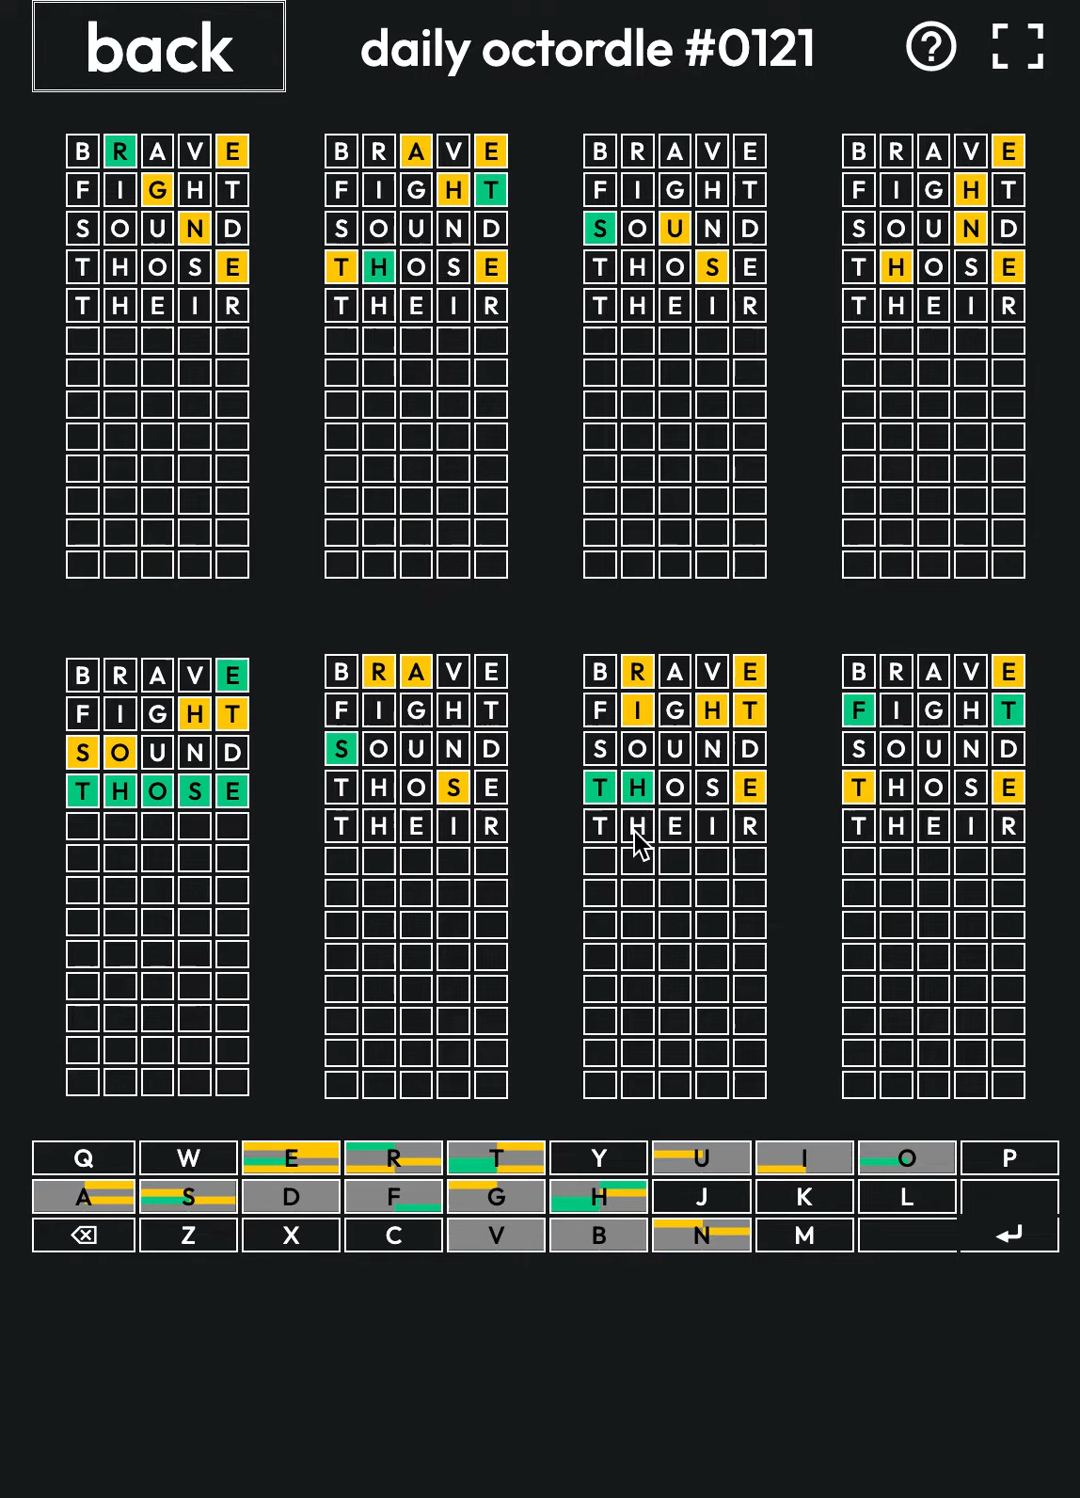 back daily octordle #0121 ?
BRAVE BRAVE BRAVE BRAVE
FIGHT FIGHT FIGHT FIGHT
SOUND SOUND SOUND SOUND
THOSE THOSE THOSE THOSE
THEIR THEIR THEIR THEIR
BRAVE BRAVE BRAVE BRAVE
FIGHT FIGHT FIGHT FIGHT
SOUND SOUND SOUND SOUND
THOSE THOSE THOSE THOSE
THEIR THEIR THEIR
Q W E R T Y U I O P
A S D F G H J K L
Z X C V B N M